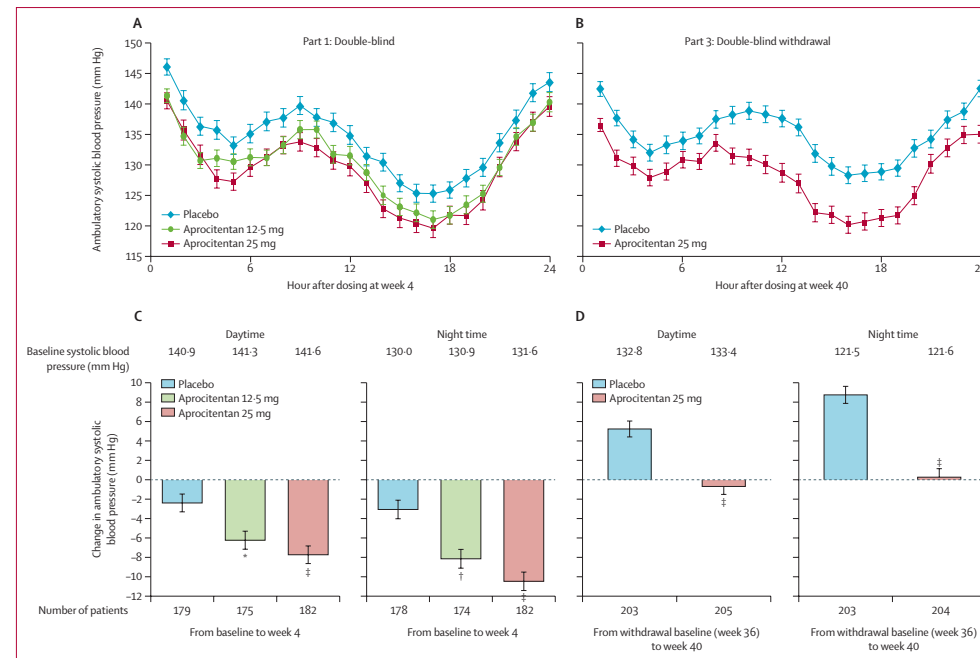 A
Part 1: Double-blind
Ambulatory systolic blood pressure (mm Hg)
150
145
140
135
130
125
120
115
Placebo
Aprocitentan 12·5 mg
Aprocitentan 25 mg
0
6
12
18
24
Hour after dosing at week 4
B
Part 3: Double-blind withdrawal
Placebo
Aprocitentan 25 mg
0
6
12
18
Hour after dosing at week 40
C
Daytime
Night time
Baseline systolic blood
pressure (mm Hg)
140·9
141·3
141·6
130·0
130·9
131·6
Change in ambulatory systolic
blood pressure (mm Hg)
10
8
6
4
2
0
−2
−4
−6
−8
−10
−12
Placebo
Aprocitentan 12·5 mg
Aprocitentan 25 mg
*
‡
†
‡
Number of patients
179
175
182
178
174
182
From baseline to week 4
From baseline to week 4
D
Daytime
Night time
132·8
133·4
121·5
121·6
Placebo
Aprocitentan 25 mg
‡
‡
203
205
203
204
From withdrawal baseline (week 36)
to week 40
From withdrawal baseline (week 36)
to week 40